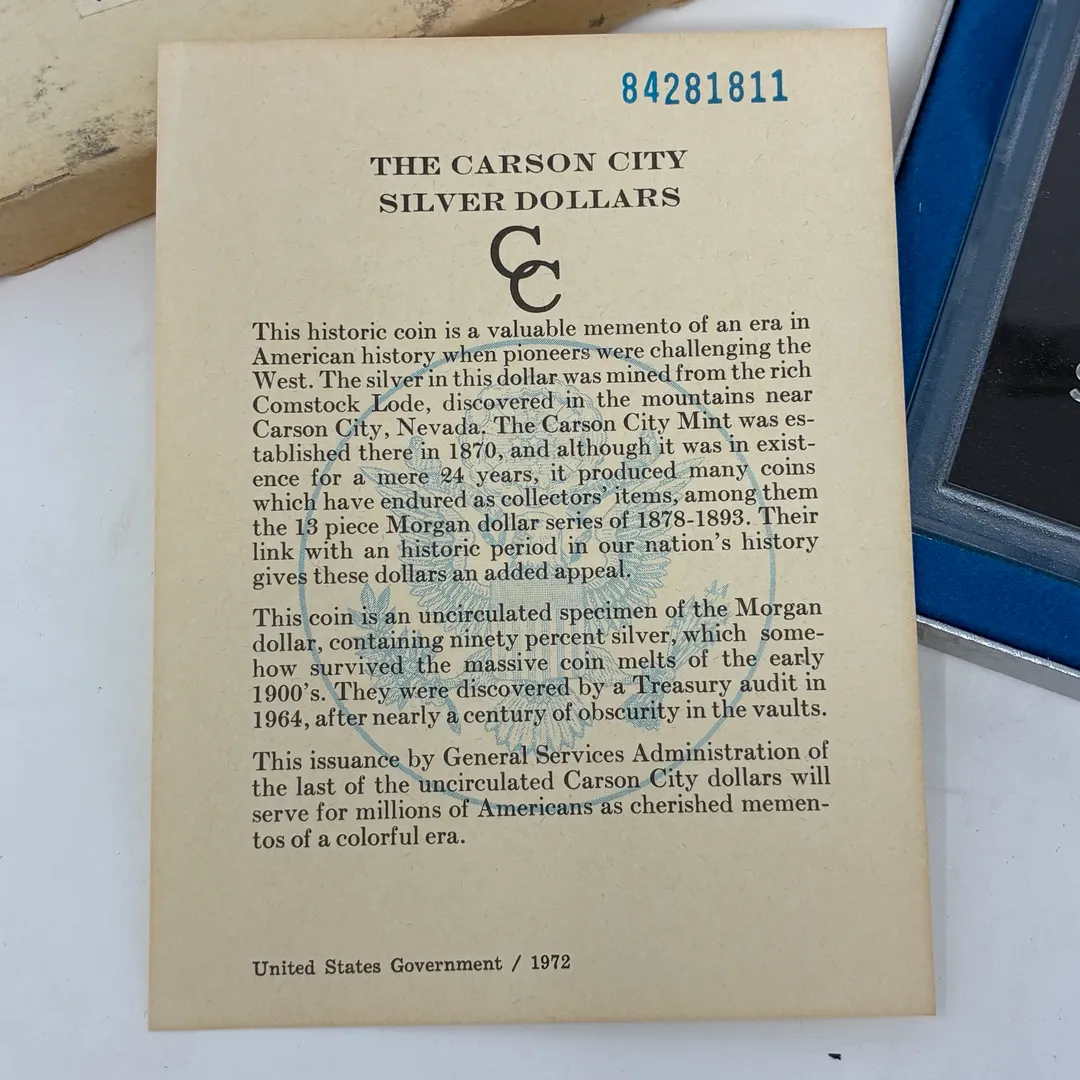 84281811
THE CARSON CITY
SILVER DOLLARS
CC
This historic coin is a valuable memento of an era in
American history when pioneers were challenging the
West. The silver in this dollar was mined from the rich
Comstock Lode, discovered in the mountains near
Carson City, Nevada. The Carson City Mint was es-
tablished there in 1870, and although it was in exist-
ence for a mere 24 years, it produced many coins
which have endured as collectors' items, among them
the 13 piece Morgan dollar series of 1878-1893. Their
link with an historic period in our nation's history
gives these dollars an added appeal.
This coin is an uncirculated specimen of the Morgan
dollar, containing ninety percent silver, which some-
how survived the massive coin melts of the early
1900's. They were discovered by a Treasury audit in
1964, after nearly a century of obscurity in the vaults.
This issuance by General Services Administration of
the last of the uncirculated Carson City dollars will
serve for millions of Americans as cherished memen-
tos of a colorful era.
United States Government / 1972